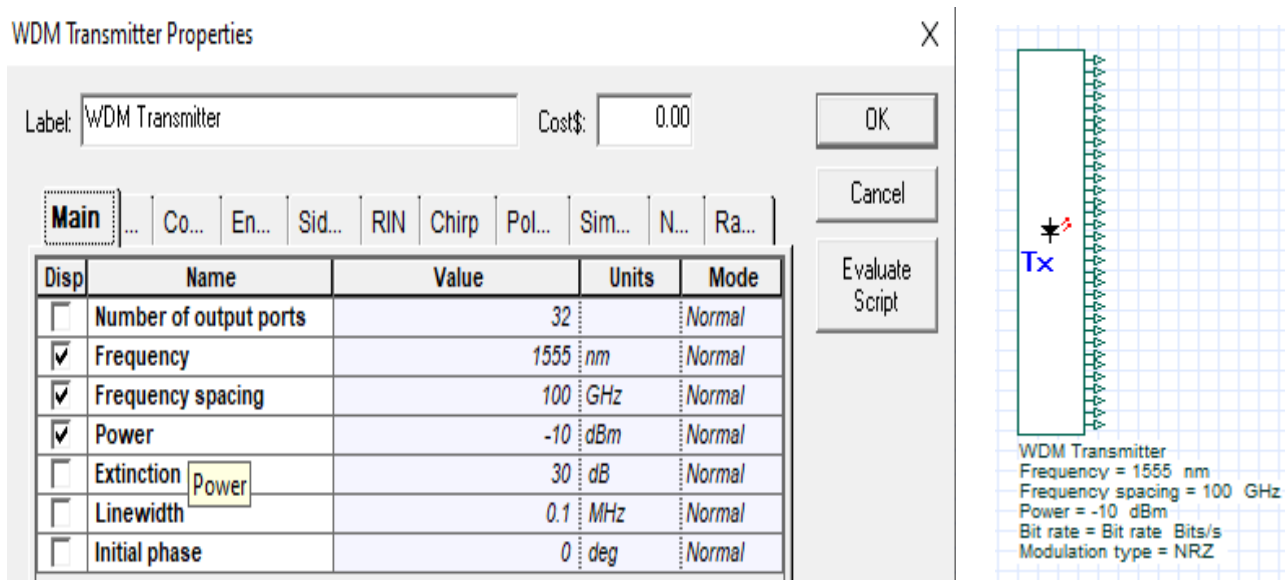 WDM Transmitter Properties
X
Label: WDM Transmitter Cost$: 0.00
OK
Cancel
Evaluate
Script
Main ... Co... En... Sid... RIN Chirp Pol... Sim... N... Ra...
Disp Name Value Units Mode
Number of output ports 32 Normal
Frequency 1555 nm Normal
Frequency spacing 100 GHz Normal
Power -10 dBm Normal
Extinction 30 dB Normal
Power
Linewidth 0.1 MHz Normal
Initial phase 0 deg Normal
Tx
WDM Transmitter
Frequency = 1555 nm
Frequency spacing = 100 GHz
Power = -10 dBm
Bit rate = Bit rate Bits/s
Modulation type = NRZ